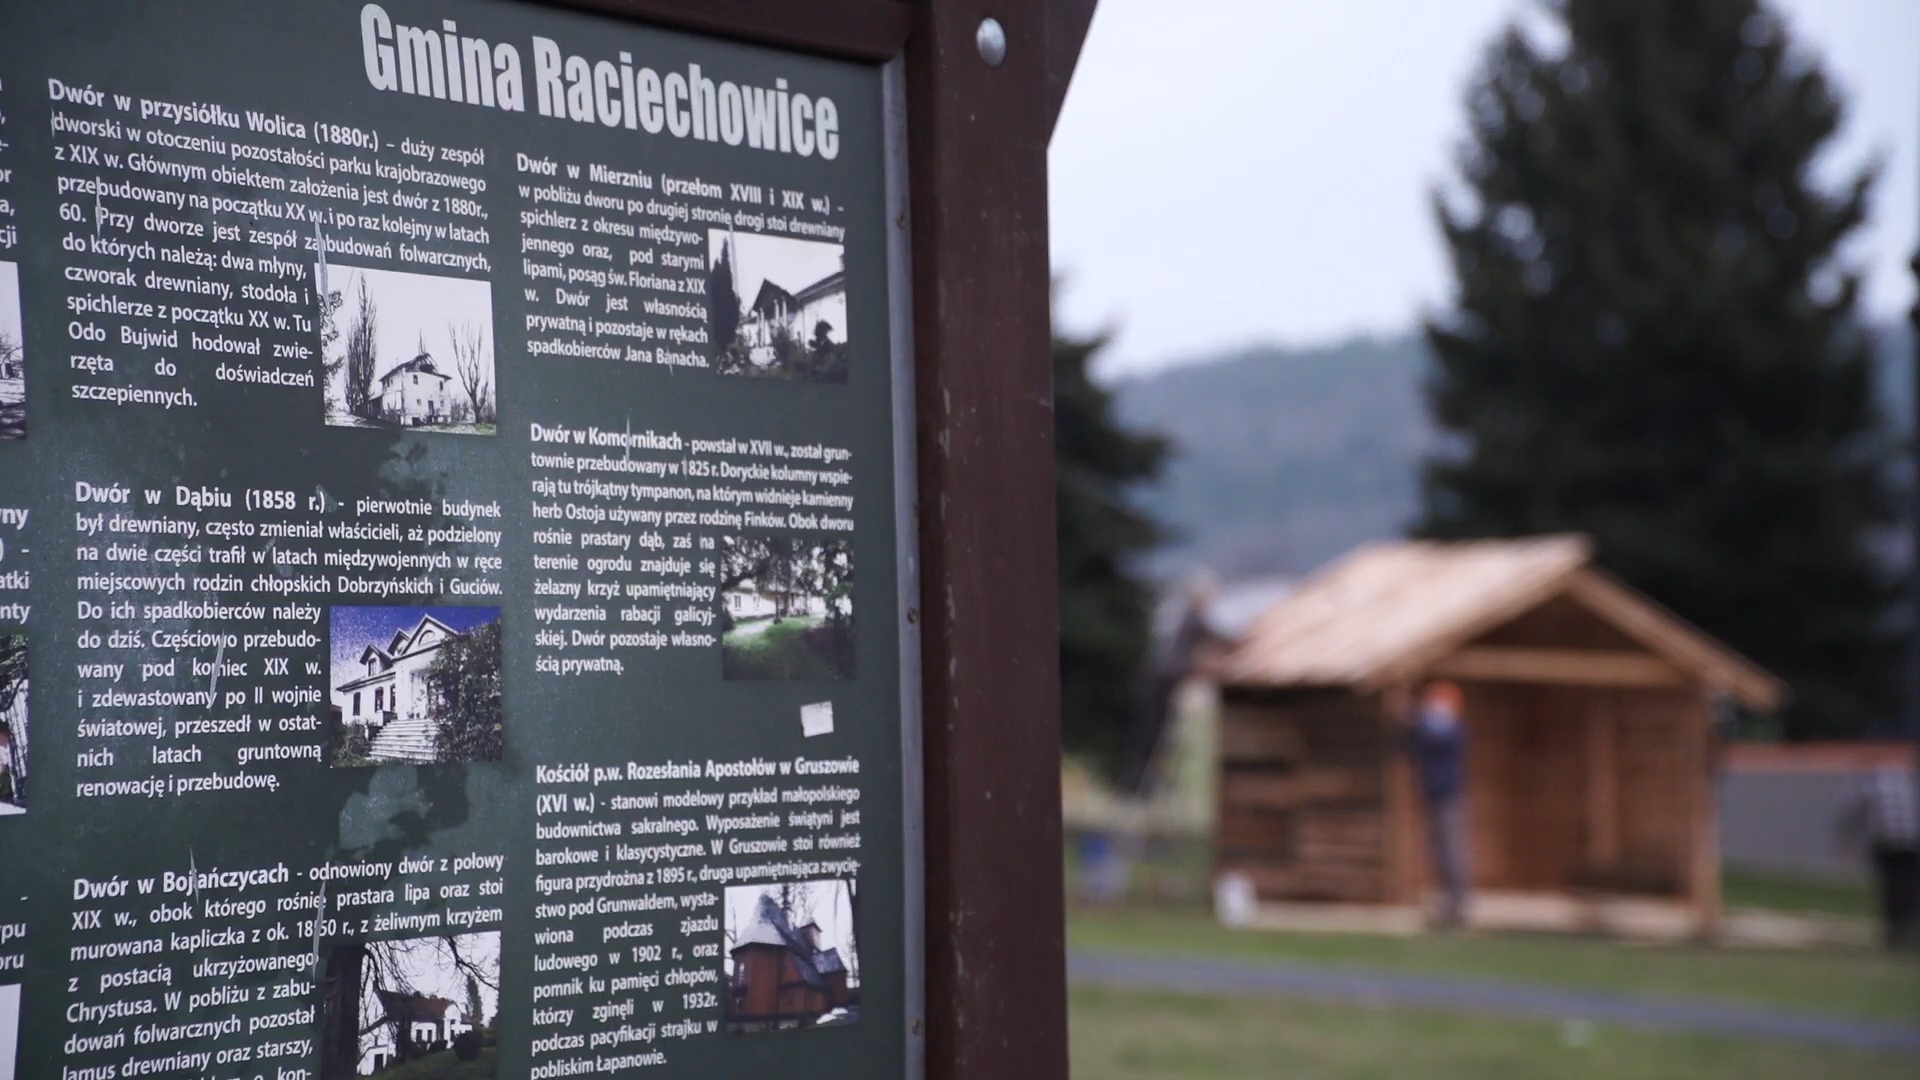 Gmina Raciechowice
Dwór w przysiółku Wolica (1880r.) – duży zespół
dworski w otoczeniu pozostałości parku krajobrazowego
z XIX w. Głównym obiektem założenia jest dwór z 1880r.,
przebudowany na początku XX w. i po raz kolejny w latach
60. Przy dworze jest zespół zabudowań folwarcznych,
do których należą: dwa młyny,
czworak drewniany, stodoła i
spichlerze z początku XX w. Tu
Odo Bujwid hodował zwie-
rzęta do doświadczeń
szczepiennych.
Dwór w Dąbiu (1858 r.) - pierwotnie budynek
był drewniany, często zmieniał właścicieli, aż podzielony
na dwie części trafił w latach międzywojennych w ręce
miejscowych rodzin chłopskich Dobrzyńskich i Guciów.
Do ich spadkobierców należy
do dziś. Częściowo przebudo-
wany pod koniec XIX w.
i zdewastowany po II wojnie
światowej, przeszedł w ostat-
nich latach gruntowną
renowację i przebudowę.
Dwór w Bojańczycach - odnowiony dwór z połowy
XIX w., obok którego rośnie prastara lipa oraz stoi
murowana kapliczka z ok. 1850 r., z żeliwnym krzyżem
z postacią ukrzyżowanego
Chrystusa. W pobliżu z zabu-
dowań folwarcznych pozostał
lamus drewniany oraz starszy,
kon-
Dwór w Mierzniu (przełom XVIII i XIX w.) –
w pobliżu dworu po drugiej stronie drogi stoi drewniany
spichlerz z okresu międzywo-
jennego oraz, pod starymi
lipami, posąg św. Floriana z XIX
w. Dwór jest własnością
prywatną i pozostaje w rękach
spadkobierców Jana Banacha.
Dwór w Komornikach - powstał w XVII w., został grun-
townie przebudowany w 1825 r. Doryckie kolumny wspie-
rają tu trójkątny tympanon, na którym widnieje kamienny
herb Ostoja używany przez rodzinę Finków. Obok dworu
rośnie prastary dąb, zaś na
terenie ogrodu znajduje się
żelazny krzyż upamiętniający
wydarzenia rabacji galicyj-
skiej. Dwór pozostaje własno-
ścią prywatną.
Kościół p.w. Rozesłania Apostołów w Gruszowie
(XVI w.) - stanowi modelowy przykład małopolskiego
budownictwa sakralnego. Wyposażenie świątyni jest
barokowe i klasycystyczne. W Gruszowie stoi również
figura przydrożna z 1895 r., druga upamiętniająca zwycię-
stwo pod Grunwaldem, wysta-
wiona podczas zjazdu
ludowego w 1902 r., oraz
pomnik ku pamięci chłopów,
którzy zginęli w 1932r.
podczas pacyfikacji strajku w
pobliskim Łapanowie.